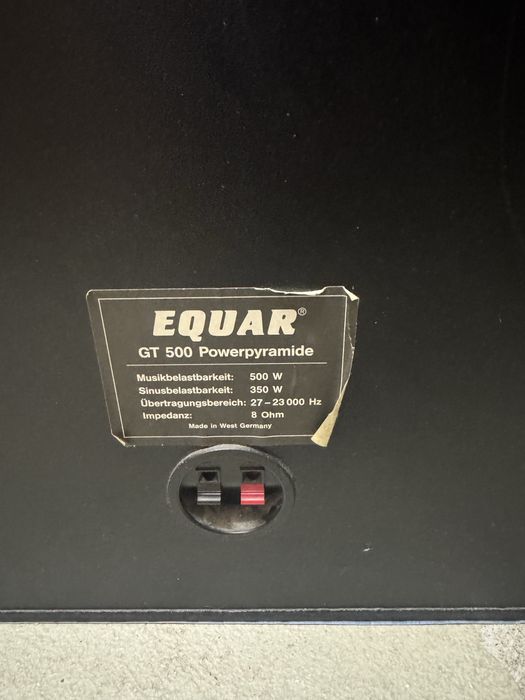 EQUAR®
GT 500 Powerpyramide
Musikbelastbarkeit: 500 W
Sinusbelastbarkeit: 350 W
Übertragungsbereich: 27–23 000 Hz
Impedanz: 8 Ohm
Made in West Germany